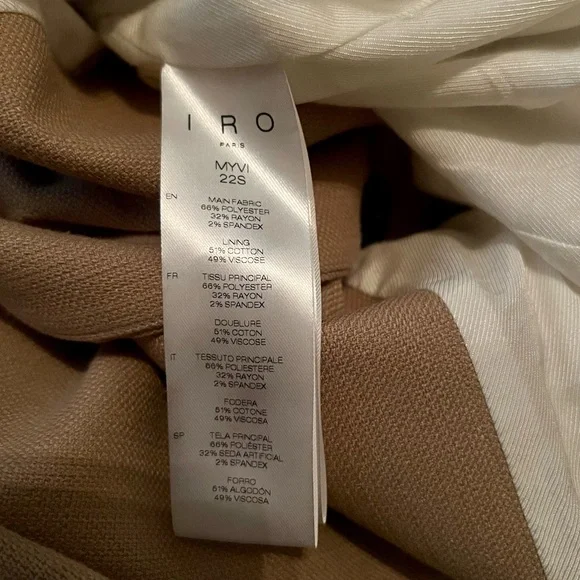 IRO
PARIS
MYVI
22S
EN
MAIN FABRIC
66% POLYESTER
32% RAYON
2% SPANDEX
LINING
51% COTTON
49% VISCOSE
FR
TISSU PRINCIPAL
66% POLYESTER
32% RAYON
2% SPANDEX
DOUBLURE
51% COTON
49% VISCOSE
IT
TESSUTO PRINCIPALE
66% POLIESTERE
32% RAYON
2% SPANDEX
FODERA
51% COTONE
49% VISCOSA
SP
TELA PRINCIPAL
66% POLIÉSTER
32% SEDA ARTIFICIAL
2% SPANDEX
FORRO
51% ALGODÓN
49% VISCOSA